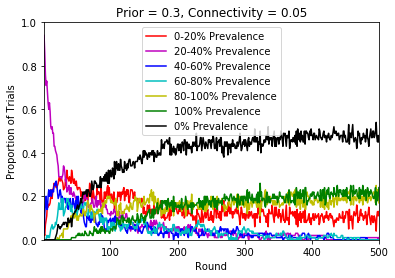 Prior = 0.3, Connectivity = 0.05
1.0
0.8
0.6
0.4
0.2
0.0
Proportion of Trials
0-20% Prevalence
20-40% Prevalence
40-60% Prevalence
60-80% Prevalence
80-100% Prevalence
100% Prevalence
0% Prevalence
100 200 300 400 500
Round